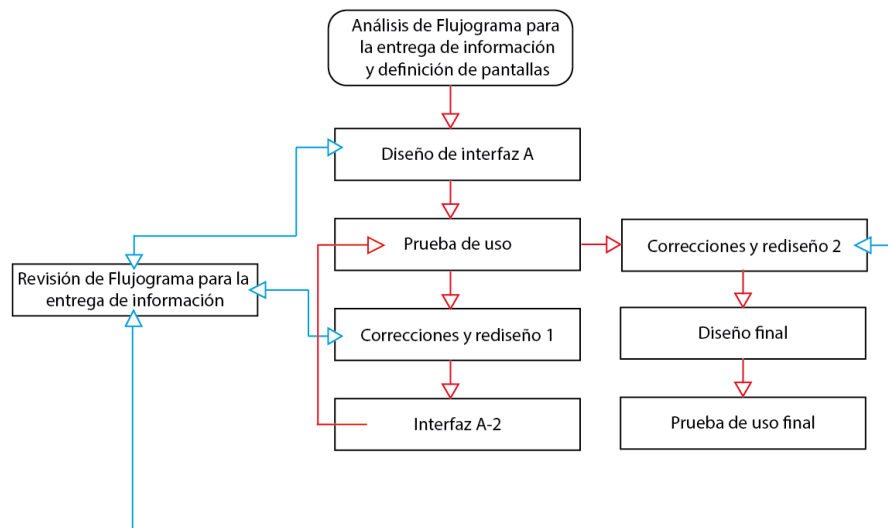 Análisis de Flujograma para
la entrega de información
y definición de pantallas
Diseño de interfaz A
Prueba de uso
Correcciones y rediseño 2
Revisión de Flujograma para la
entrega de información
Correcciones y rediseño 1
Diseño final
Interfaz A-2
Prueba de uso final